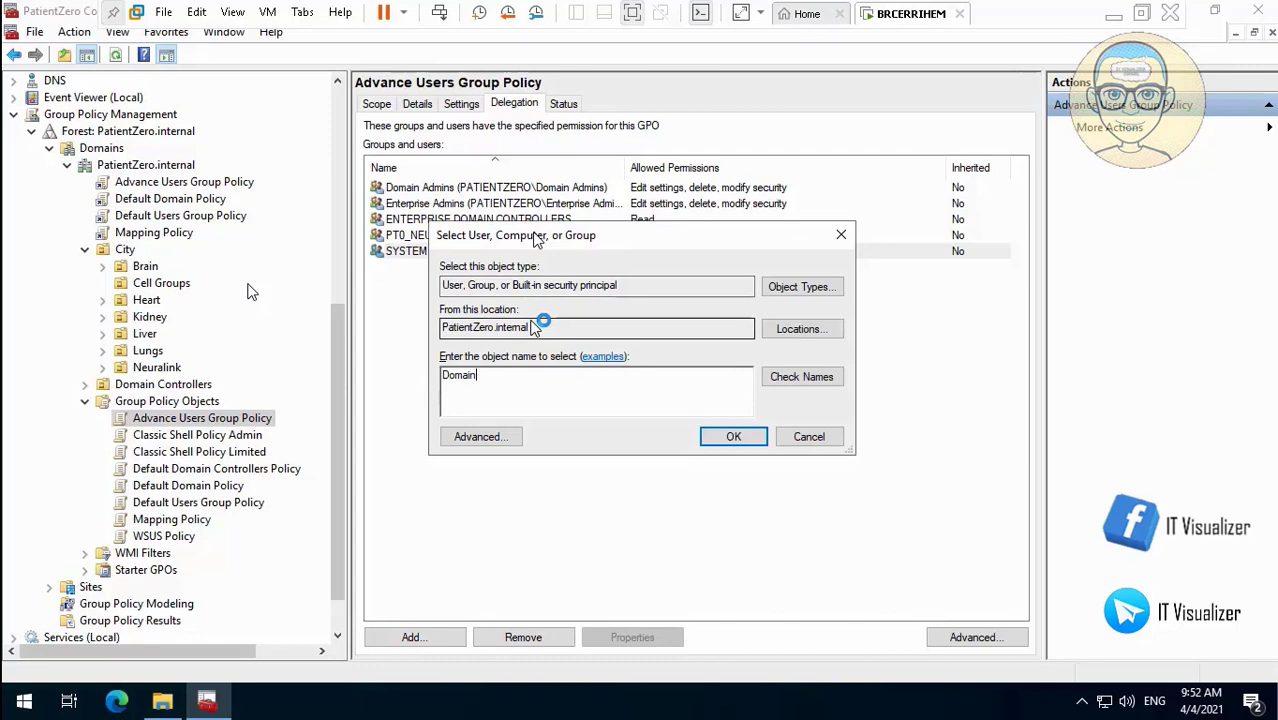 PatientZero Co
File Edit View VM Tabs Help
Home
BRCERRIHEM
File Action View Favorites Window Help
DNS
Event Viewer (Local)
Group Policy Management
Forest: PatientZero.internal
Domains
PatientZero.internal
Advance Users Group Policy
Default Domain Policy
Default Users Group Policy
Mapping Policy
City
Brain
Cell Groups
Heart
Kidney
Liver
Lungs
Neuralink
Domain Controllers
Group Policy Objects
Advance Users Group Policy
Classic Shell Policy Admin
Classic Shell Policy Limited
Default Domain Controllers Policy
Default Domain Policy
Default Users Group Policy
Mapping Policy
WSUS Policy
WMI Filters
Starter GPOs
Sites
Group Policy Modeling
Group Policy Results
Services (Local)
Advance Users Group Policy
Scope Details Settings Delegation Status
These groups and users have the specified permission for this GPO
Groups and users:
Name Allowed Permissions Inherited
Domain Admins (PATIENTZERO\Domain Admins) Edit settings, delete, modify security No
Enterprise Admins (PATIENTZERO\Enterprise Admi... Edit settings, delete, modify security No
ENTERPRISE DOMAIN CONTROLLERS Read No
PT0_NEU No
SYSTEM No
Select User, Computer, or Group
Select this object type:
User, Group, or Built-in security principal
Object Types...
From this location:
PatientZero.internal
Locations...
Enter the object name to select (examples):
Domain
Check Names
Advanced...
OK
Cancel
Add...
Remove
Properties
Advanced...
Actions
Advance Users Group Policy
More Actions
IT Visualizer
IT Visualizer
ENG
9:52 AM
4/4/2021
2